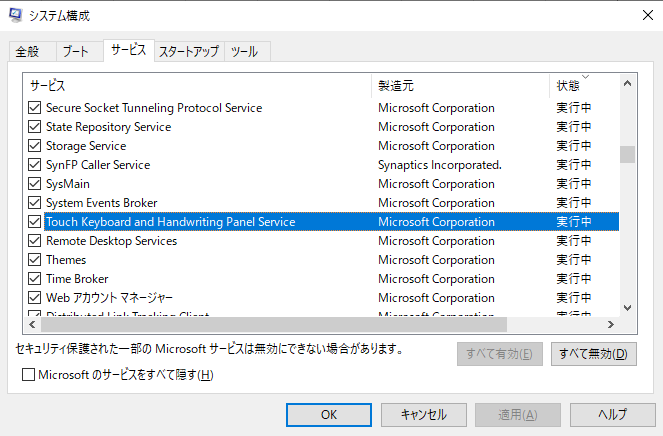 システム構成
全般 ブート サービス スタートアップ ツール
サービス 製造元 状態
Secure Socket Tunneling Protocol Service Microsoft Corporation 実行中
State Repository Service Microsoft Corporation 実行中
Storage Service Microsoft Corporation 実行中
SynFP Caller Service Synaptics Incorporated. 実行中
SysMain Microsoft Corporation 実行中
System Events Broker Microsoft Corporation 実行中
Touch Keyboard and Handwriting Panel Service Microsoft Corporation 実行中
Remote Desktop Services Microsoft Corporation 実行中
Themes Microsoft Corporation 実行中
Time Broker Microsoft Corporation 実行中
Web アカウント マネージャー Microsoft Corporation 実行中
Distributed Link Tracking Client Microsoft Corporation 実行中
セキュリティ保護された一部の Microsoft サービスは無効にできない場合があります。 すべて有効(E) すべて無効(D)
Microsoft のサービスをすべて隠す(H)
OK キャンセル 適用(A) ヘルプ